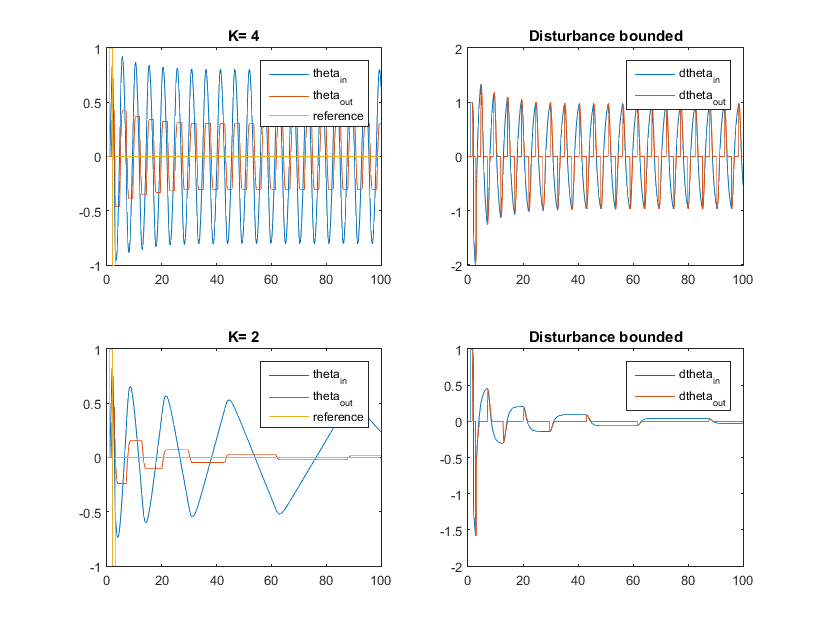 K= 4
1
0.5
0
-0.5
-1
0 20 40 60 80 100
theta_in
theta_out
reference
Disturbance bounded
2
1
0
-1
-2
0 20 40 60 80 100
dtheta_in
dtheta_out
K= 2
1
0.5
0
-0.5
-1
0 20 40 60 80 100
theta_in
theta_out
reference
Disturbance bounded
1
0.5
0
-0.5
-1
-1.5
-2
0 20 40 60 80 100
dtheta_in
dtheta_out